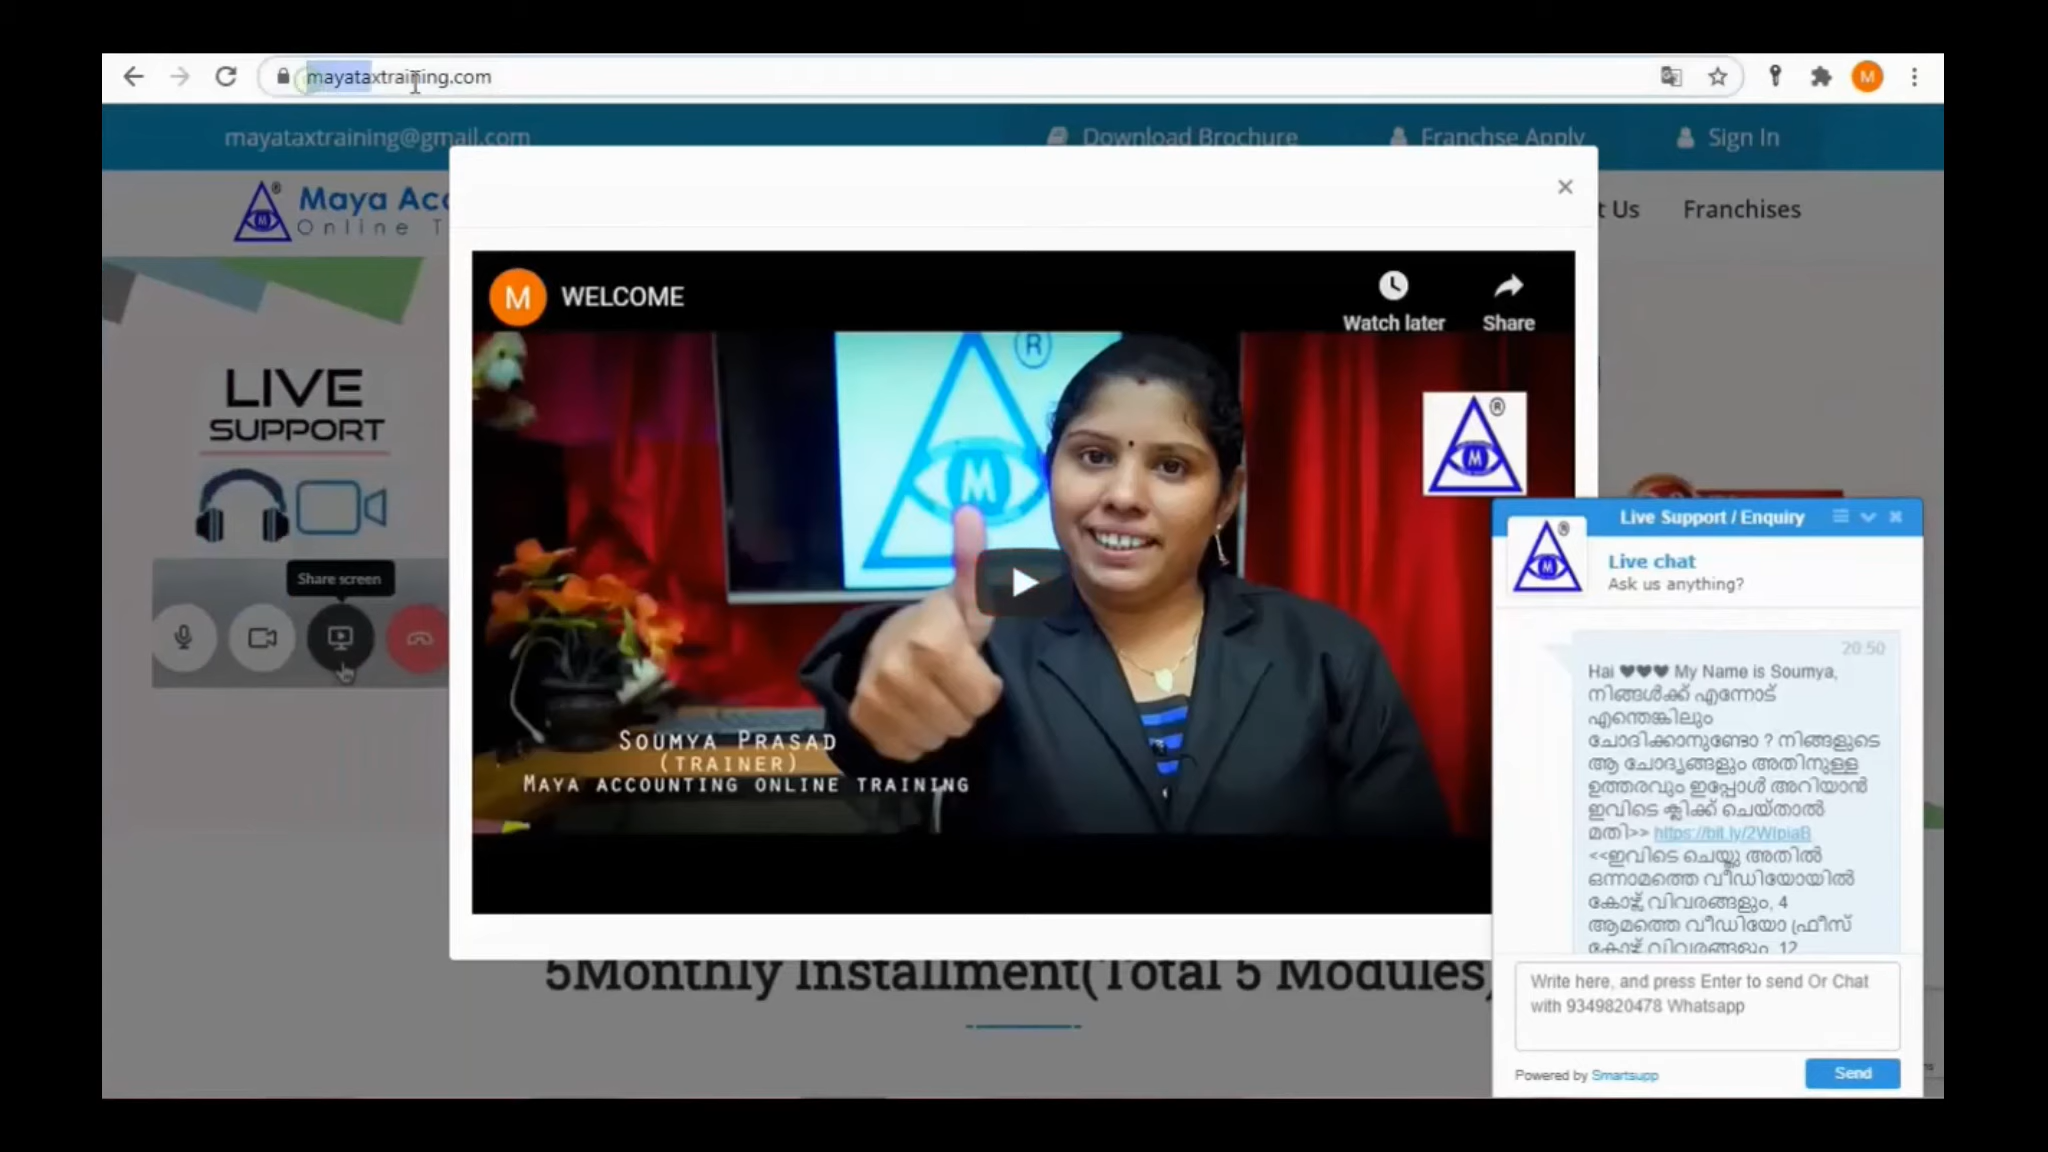 mayataxtraining.com
M
mayataxtraining@gmail.com
Download Brochure
Franchse Apply
Sign In
Maya Acc
Online T
t Us
Franchises
M
WELCOME
Watch later
Share
LIVE
SUPPORT
Share screen
M
SOUMYA PRASAD
(TRAINER)
MAYA ACCOUNTING ONLINE TRAINING
M
Live Support / Enquiry
Live chat
Ask us anything?
20:50
Hai ♥♥♥ My Name is Soumya,
നിങ്ങൾക്ക് എന്നോട്
എന്തെങ്കിലും
ചോദിക്കാനുണ്ടോ ? നിങ്ങളുടെ
ആ ചോദ്യങ്ങളും അതിനുള്ള
ഉത്തരവും ഇപ്പോൾ അറിയാൻ
ഇവിടെ ക്ലിക്ക് ചെയ്താൽ
മതി>> https://bit.ly/2WIpiaB
<<ഇവിടെ ചെയ്തു അതിൽ
ഒന്നാമത്തെ വീഡിയോയിൽ
കോഴ്സ് വിവരങ്ങളും, 4
ആമത്തെ വീഡിയോ ഫ്രീസ്
കോഴ്സ് വിവരങ്ങളും, 12
Write here, and press Enter to send Or Chat
with 9349820478 Whatsapp
Powered by Smartsupp
Send
5Monthly Installment(Total 5 Modules)